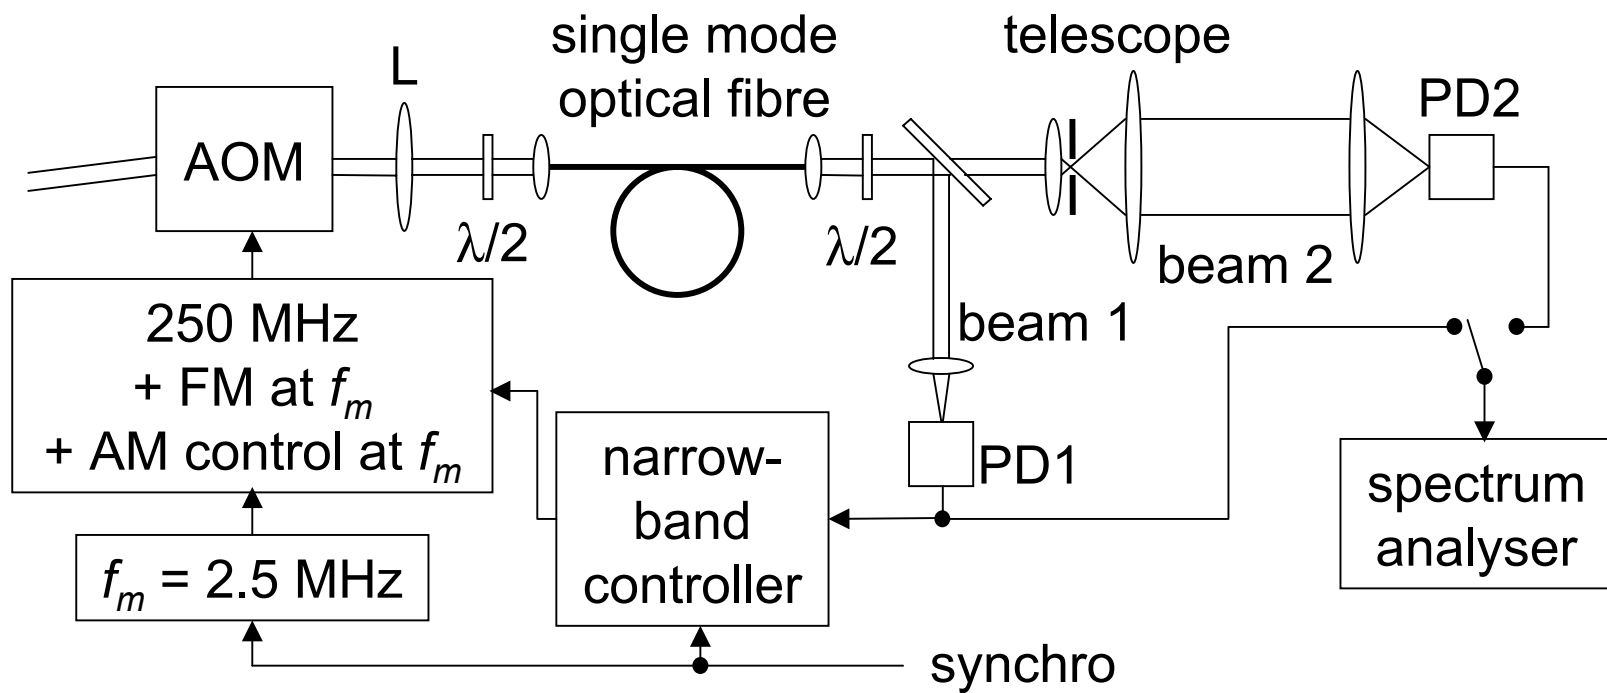 single mode
optical fibre
telescope
L
PD2
AOM
λ/2
λ/2
beam 2
250 MHz
+ FM at fm
+ AM control at fm
beam 1
PD1
narrow-
band
controller
spectrum
analyser
fm = 2.5 MHz
synchro